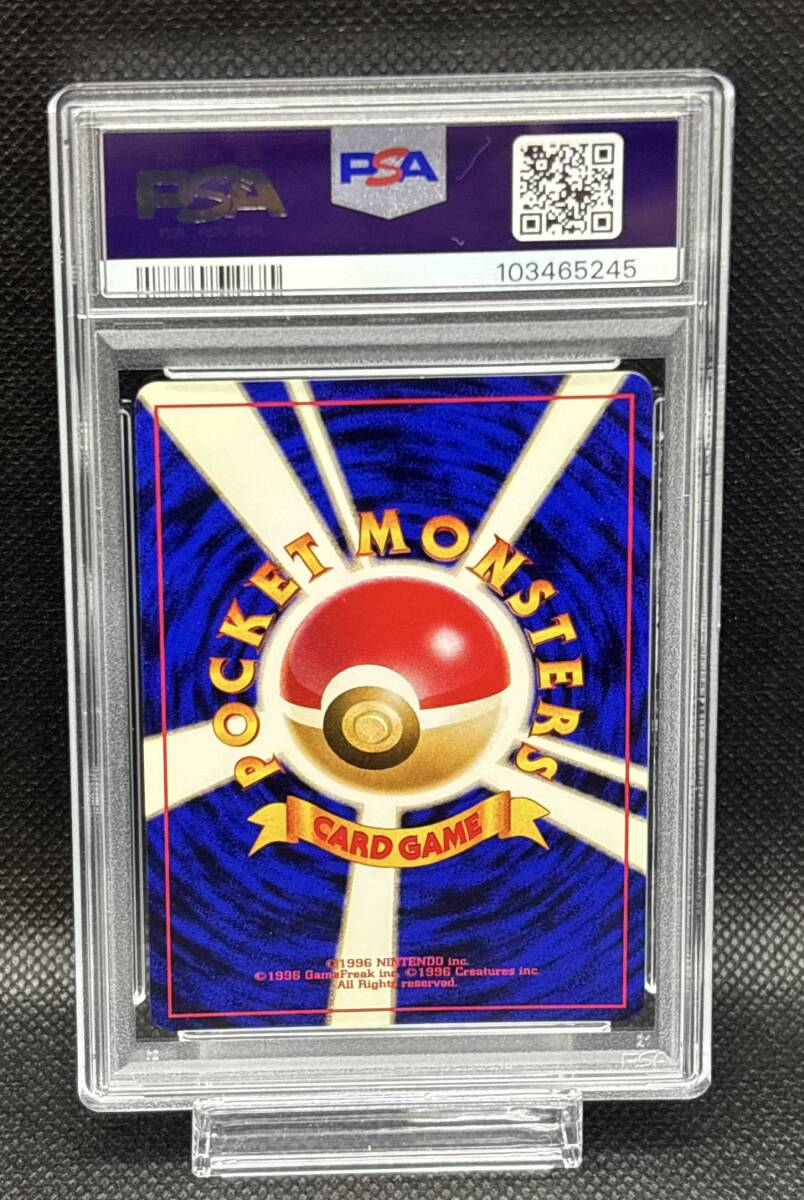 PSA
PSA
103465245
POCKET MONSTERS
CARD GAME
©1996 NINTENDO inc.
©1996 GameFreak inc. ©1996 Creatures inc.
All Rights reserved.